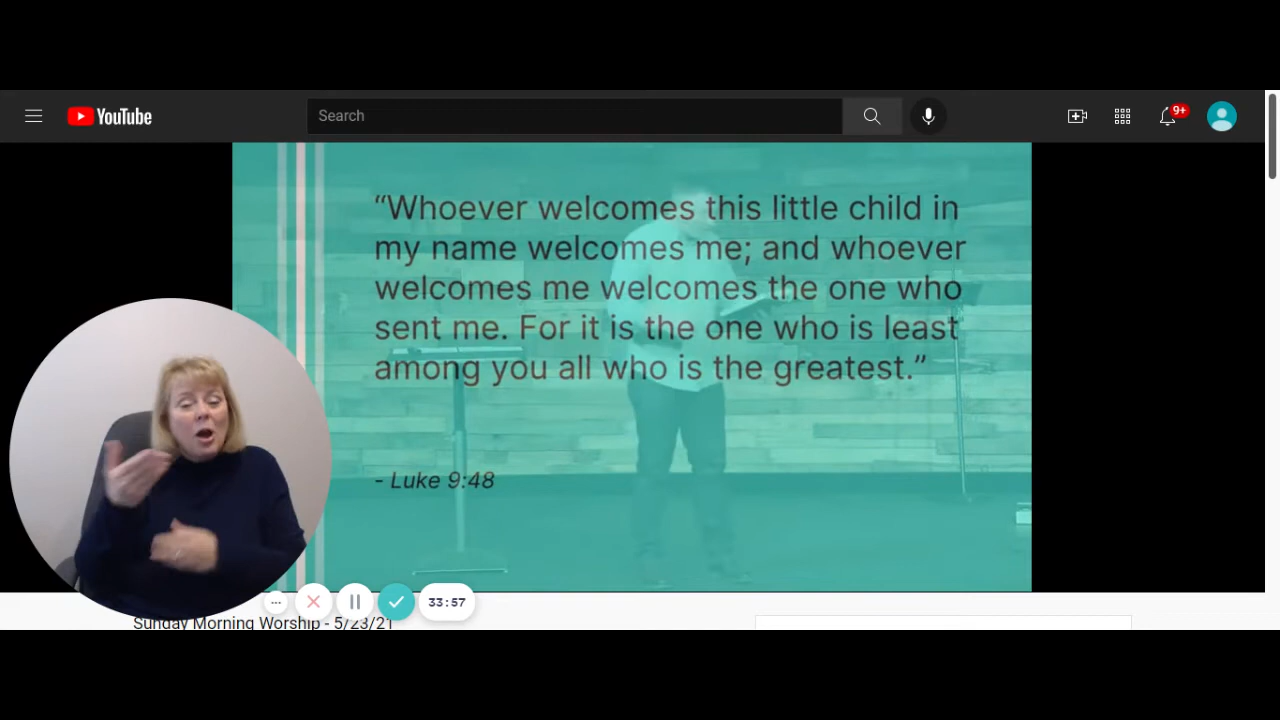 YouTube
Search
9+
“Whoever welcomes this little child in
my name welcomes me; and whoever
welcomes me welcomes the one who
sent me. For it is the one who is least
among you all who is the greatest.”
- Luke 9:48
33:57
Sunday Morning Worship - 5/23/21